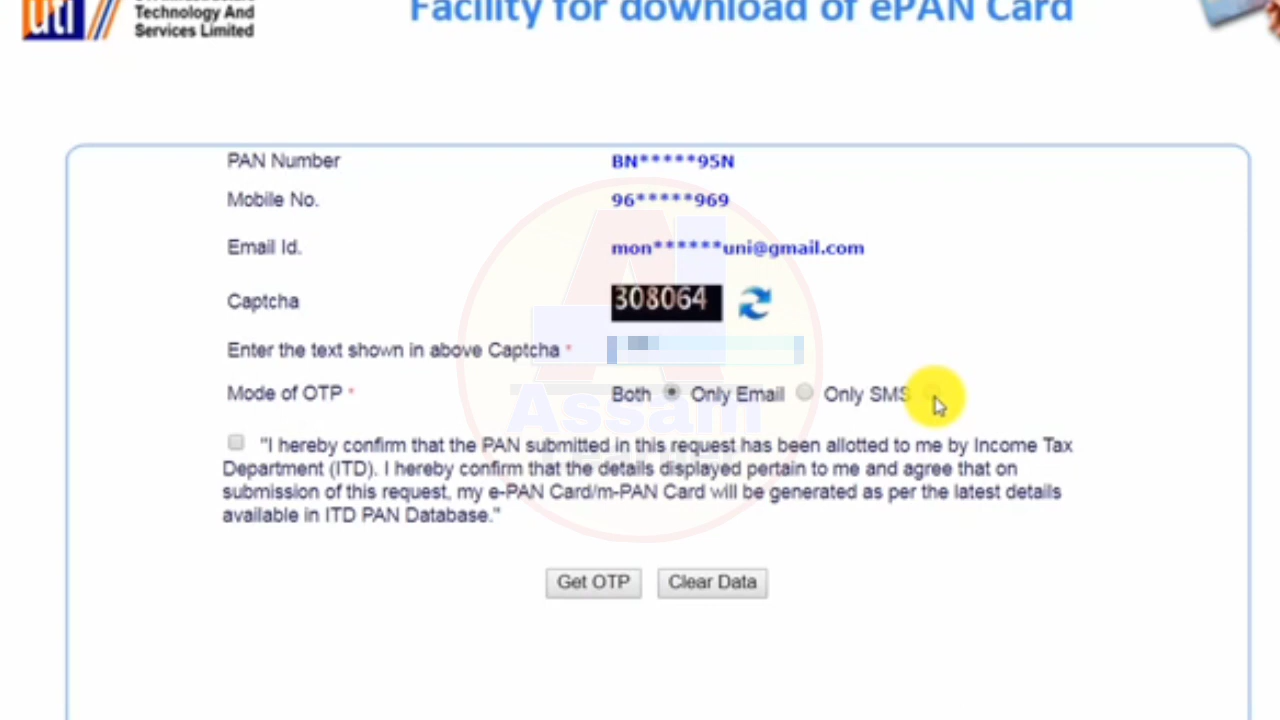 uti
Technology And
Services Limited
Facility for download of ePAN Card
PAN Number BN*****95N
Mobile No. 96*****969
Email Id. mon******uni@gmail.com
Captcha 308064
Enter the text shown in above Captcha *
Mode of OTP * Both Only Email Only SMS
"I hereby confirm that the PAN submitted in this request has been allotted to me by Income Tax
Department (ITD). I hereby confirm that the details displayed pertain to me and agree that on
submission of this request, my e-PAN Card/m-PAN Card will be generated as per the latest details
available in ITD PAN Database."
Get OTP Clear Data
Assam